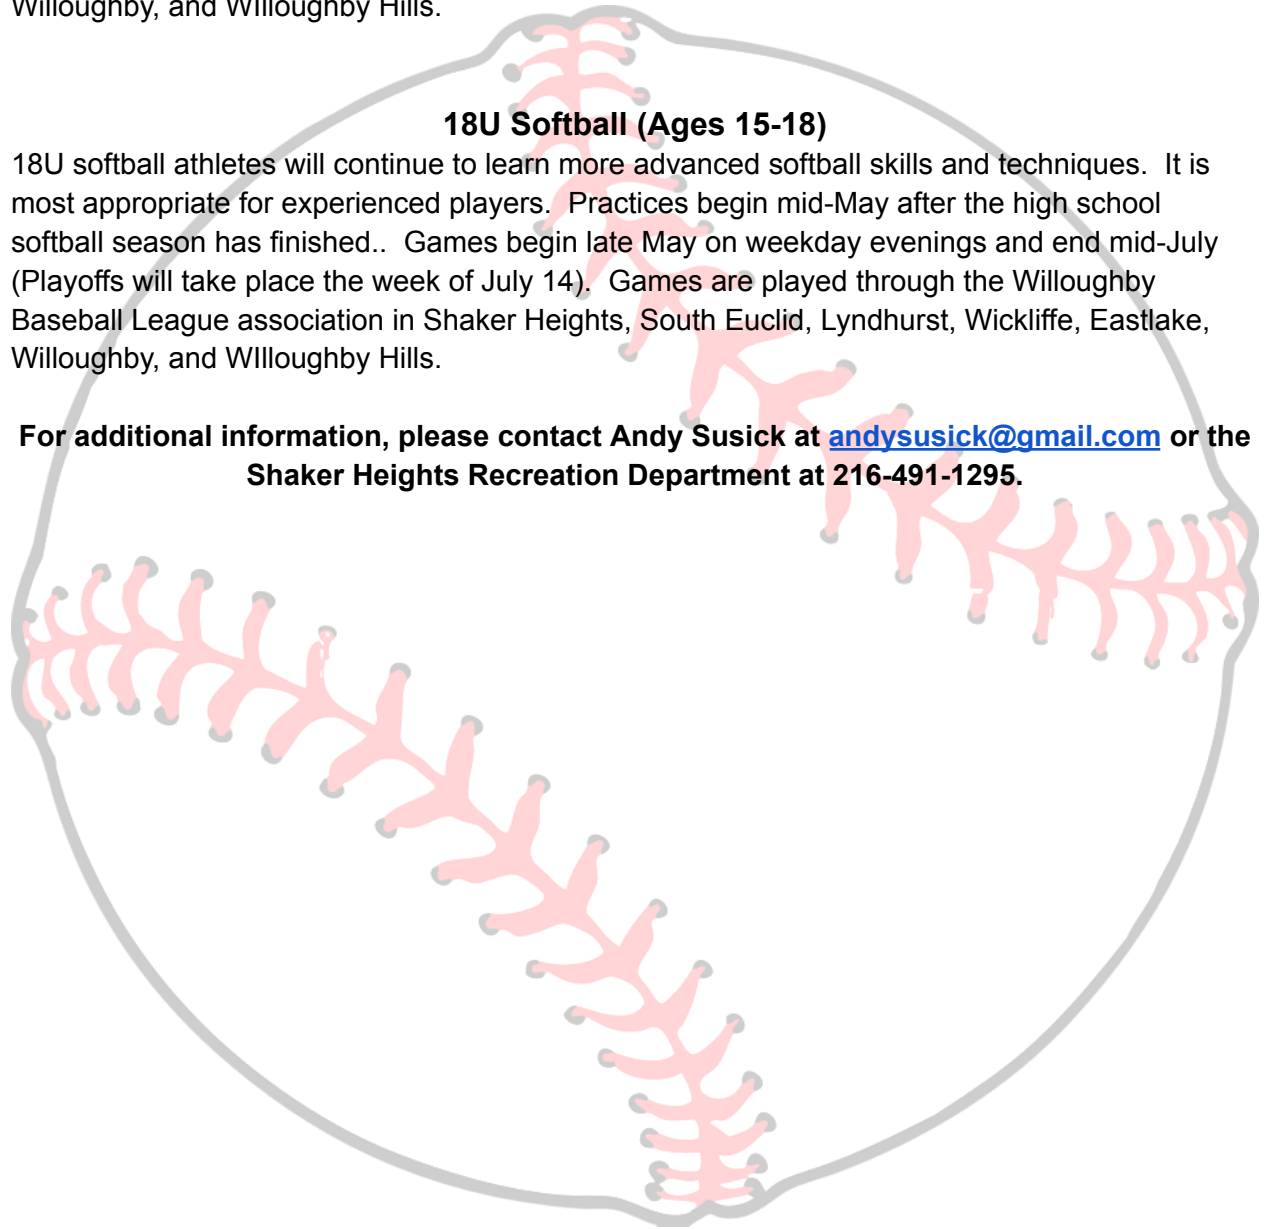 Willoughby, and WIlloughby Hills.
18U Softball (Ages 15-18)
18U softball athletes will continue to learn more advanced softball skills and techniques.  It is
most appropriate for experienced players.  Practices begin mid-May after the high school
softball season has finished..  Games begin late May on weekday evenings and end mid-July
(Playoffs will take place the week of July 14).  Games are played through the Willoughby
Baseball League association in Shaker Heights, South Euclid, Lyndhurst, Wickliffe, Eastlake,
Willoughby, and WIlloughby Hills.
For additional information, please contact Andy Susick at andysusick@gmail.com or the
Shaker Heights Recreation Department at 216-491-1295.